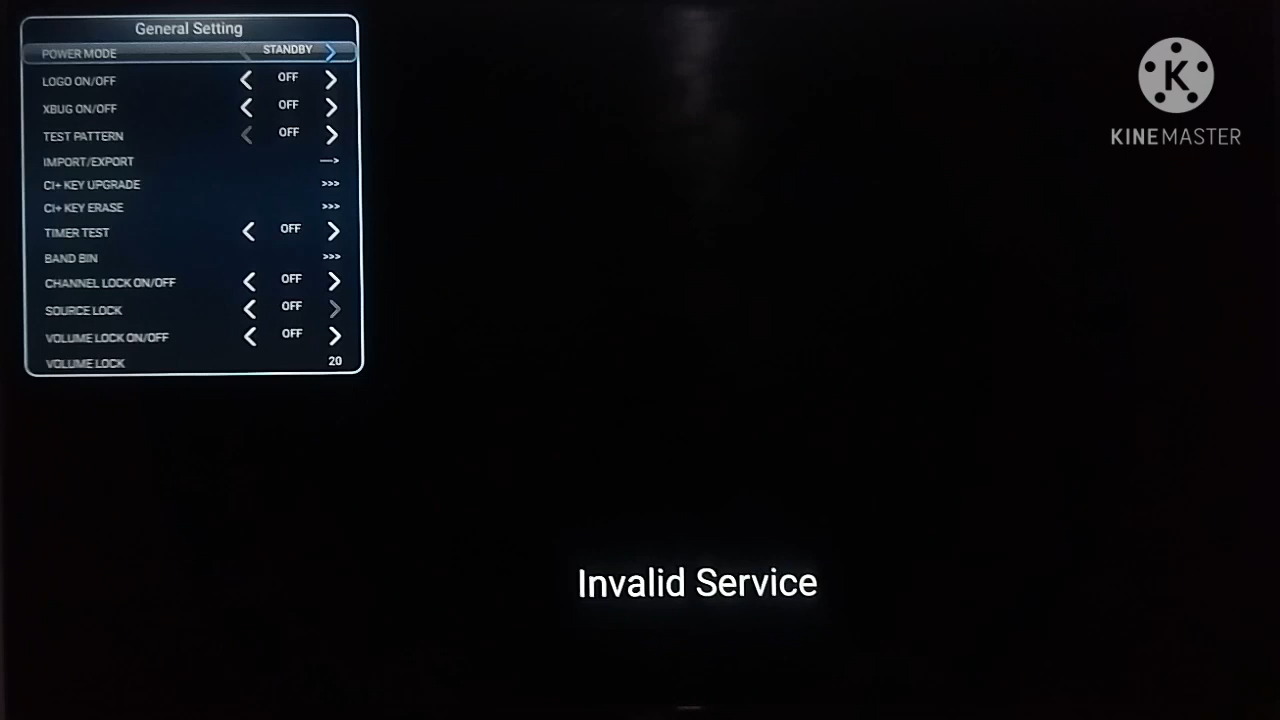 General Setting
POWER MODE STANDBY
LOGO ON/OFF OFF
XBUG ON/OFF OFF
TEST PATTERN OFF
IMPORT/EXPORT --->
CI+ KEY UPGRADE >>>
CI+ KEY ERASE >>>
TIMER TEST OFF
BAND BIN >>>
CHANNEL LOCK ON/OFF OFF
SOURCE LOCK OFF
VOLUME LOCK ON/OFF OFF
VOLUME LOCK 20
K
KINEMASTER
Invalid Service